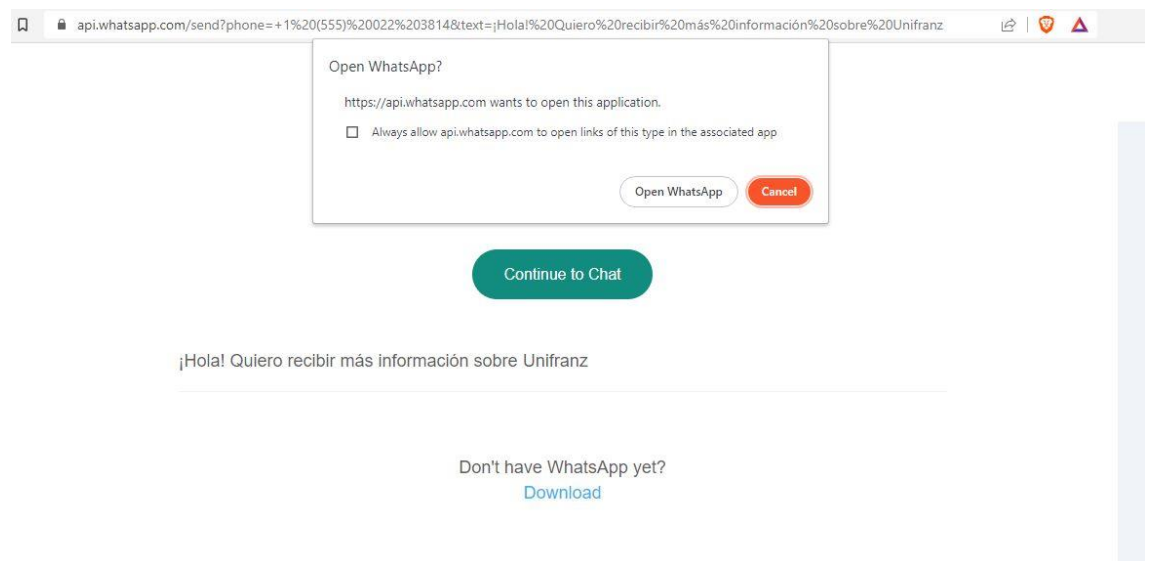 api.whatsapp.com/send?phone=+1%20(555)%20022%203814&text=¡Hola!%20Quiero%20recibir%20más%20información%20sobre%20Unifranz
Open WhatsApp?
https://api.whatsapp.com wants to open this application.
Always allow api.whatsapp.com to open links of this type in the associated app
Open WhatsApp Cancel
Continue to Chat
¡Hola! Quiero recibir más información sobre Unifranz
Don't have WhatsApp yet?
Download